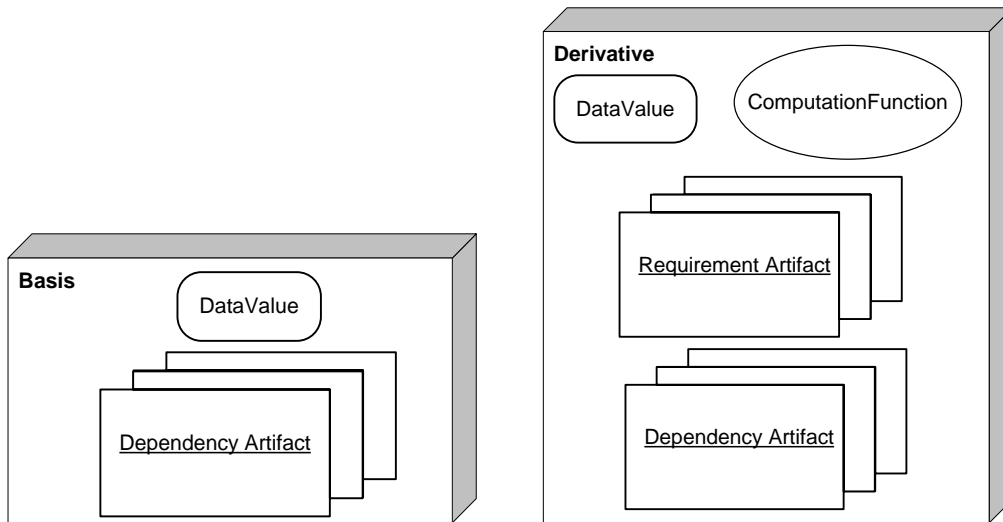 Basis
DataValue
Dependency Artifact
Derivative
DataValue
ComputationFunction
Requirement Artifact
Dependency Artifact